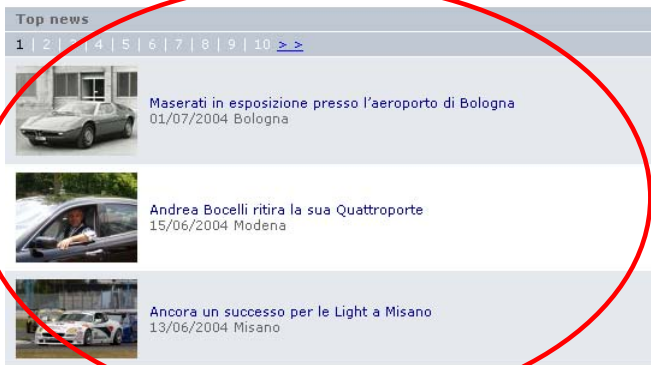 Top news
1 | 2 | 3 | 4 | 5 | 6 | 7 | 8 | 9 | 10 > >
Maserati in esposizione presso l'aeroporto di Bologna
01/07/2004 Bologna
Andrea Bocelli ritira la sua Quattroporte
15/06/2004 Modena
Ancora un successo per le Light a Misano
13/06/2004 Misano